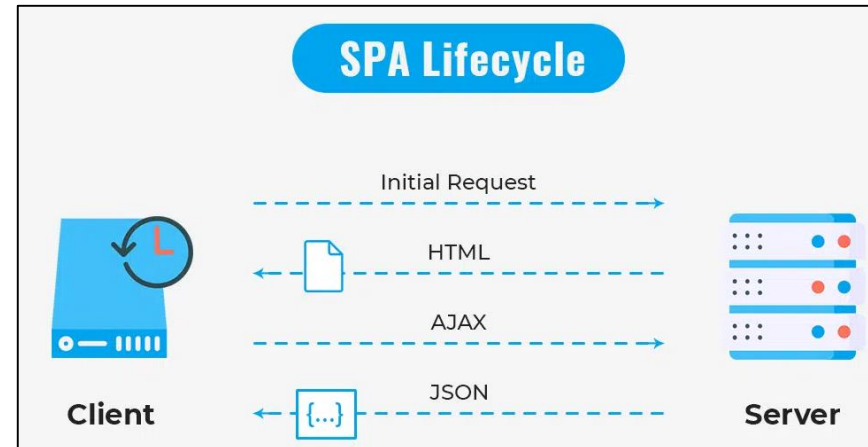 SPA Lifecycle
Initial Request
HTML
AJAX
JSON
{...}
Client
Server